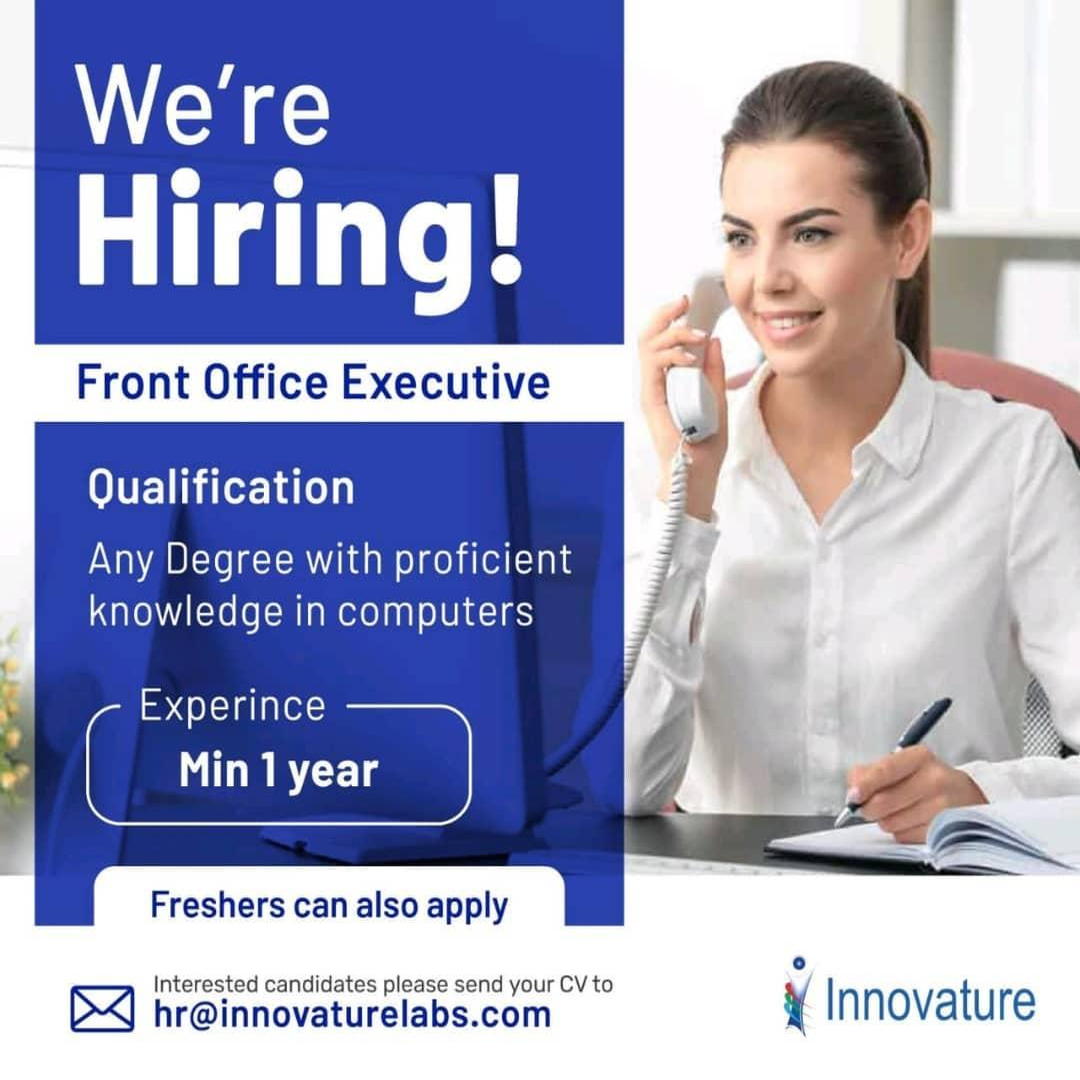 We're
Hiring!
Front Office Executive
Qualification
Any Degree with proficient
knowledge in computers
Experince
Min 1 year
Freshers can also apply
Interested candidates please send your CV to
hr@innovaturelabs.com
Innovature